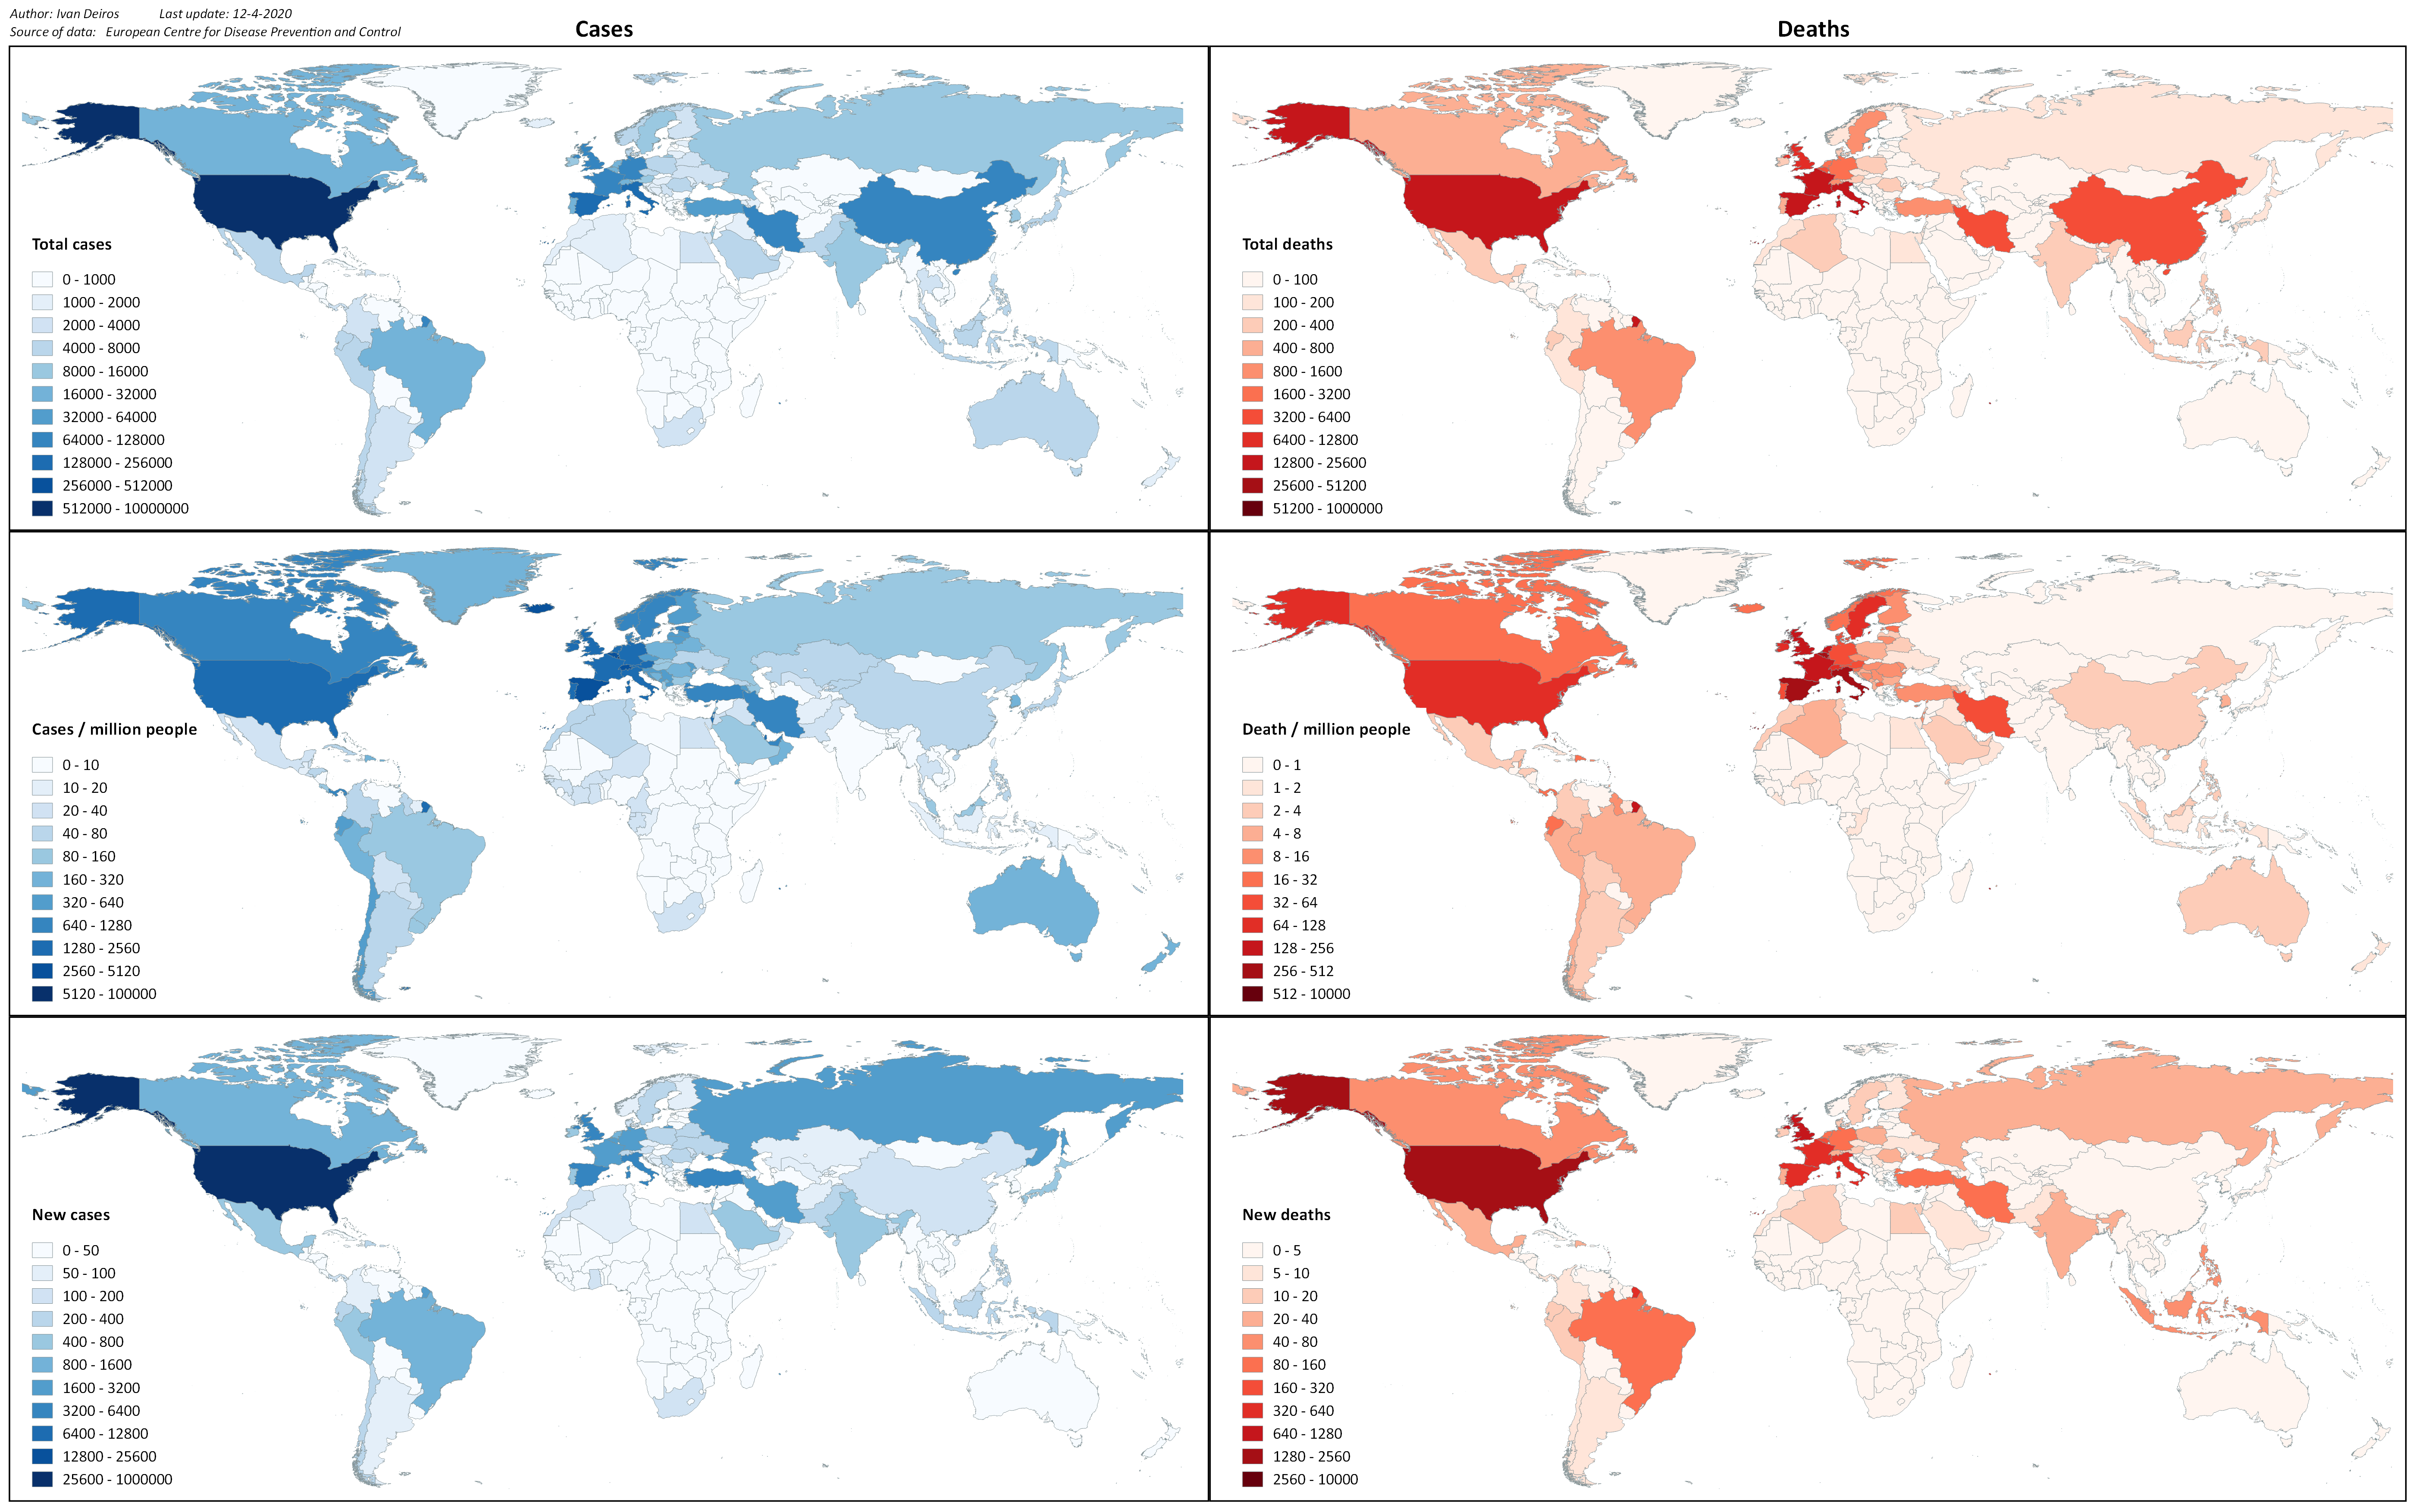 Author: Ivan Deiros Last update: 12-4-2020
Source of data: European Centre for Disease Prevention and Control
Cases
Deaths
Total cases
0 - 1000
1000 - 2000
2000 - 4000
4000 - 8000
8000 - 16000
16000 - 32000
32000 - 64000
64000 - 128000
128000 - 256000
256000 - 512000
512000 - 10000000
Total deaths
0 - 100
100 - 200
200 - 400
400 - 800
800 - 1600
1600 - 3200
3200 - 6400
6400 - 12800
12800 - 25600
25600 - 51200
51200 - 1000000
Cases / million people
0 - 10
10 - 20
20 - 40
40 - 80
80 - 160
160 - 320
320 - 640
640 - 1280
1280 - 2560
2560 - 5120
5120 - 100000
Death / million people
0 - 1
1 - 2
2 - 4
4 - 8
8 - 16
16 - 32
32 - 64
64 - 128
128 - 256
256 - 512
512 - 10000
New cases
0 - 50
50 - 100
100 - 200
200 - 400
400 - 800
800 - 1600
1600 - 3200
3200 - 6400
6400 - 12800
12800 - 25600
25600 - 1000000
New deaths
0 - 5
5 - 10
10 - 20
20 - 40
40 - 80
80 - 160
160 - 320
320 - 640
640 - 1280
1280 - 2560
2560 - 10000